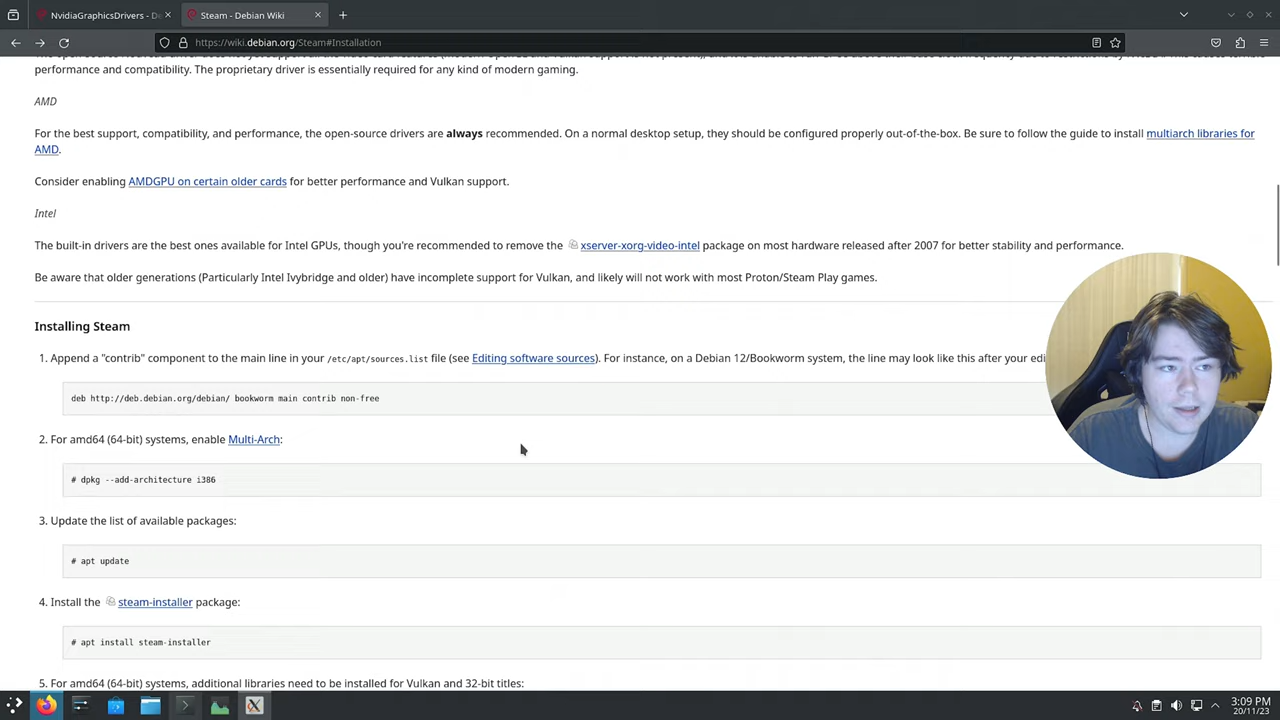 NvidiaGraphicsDrivers - De
Steam - Debian Wiki
https://wiki.debian.org/Steam#Installation
performance and compatibility. The proprietary driver is essentially required for any kind of modern gaming.
AMD
For the best support, compatibility, and performance, the open-source drivers are always recommended. On a normal desktop setup, they should be configured properly out-of-the-box. Be sure to follow the guide to install multiarch libraries for
AMD.
Consider enabling AMDGPU on certain older cards for better performance and Vulkan support.
Intel
The built-in drivers are the best ones available for Intel GPUs, though you're recommended to remove the xserver-xorg-video-intel package on most hardware released after 2007 for better stability and performance.
Be aware that older generations (Particularly Intel Ivybridge and older) have incomplete support for Vulkan, and likely will not work with most Proton/Steam Play games.
Installing Steam
1. Append a "contrib" component to the main line in your /etc/apt/sources.list file (see Editing software sources). For instance, on a Debian 12/Bookworm system, the line may look like this after your edi
deb http://deb.debian.org/debian/ bookworm main contrib non-free
2. For amd64 (64-bit) systems, enable Multi-Arch:
# dpkg --add-architecture i386
3. Update the list of available packages:
# apt update
4. Install the steam-installer package:
# apt install steam-installer
5. For amd64 (64-bit) systems, additional libraries need to be installed for Vulkan and 32-bit titles:
3:09 PM
20/11/23